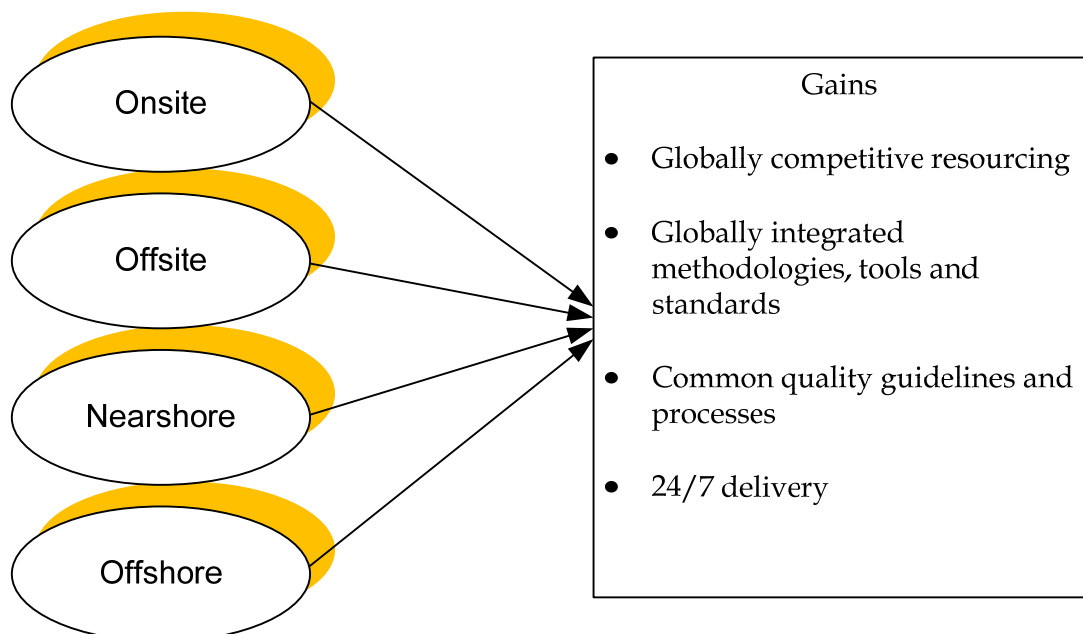 Onsite
Offsite
Nearshore
Offshore
Gains
• Globally competitive resourcing
• Globally integrated
methodologies, tools and
standards
• Common quality guidelines and
processes
• 24/7 delivery